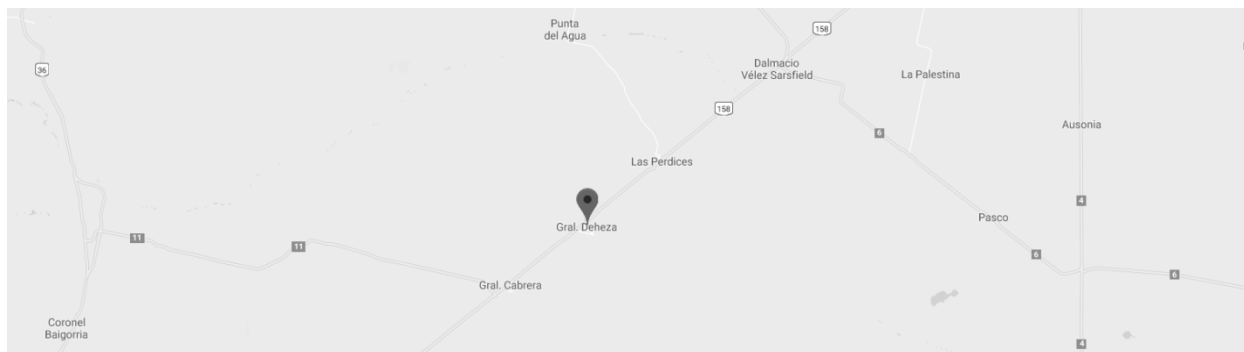 Punta
del Agua
158
36
Dalmacio
Vélez Sarsfield
La Palestina
158
Ausonia
6
Las Perdices
4
Pasco
Gral. Deheza
11
11
6
6
Gral. Cabrera
Coronel
Baigorria
4